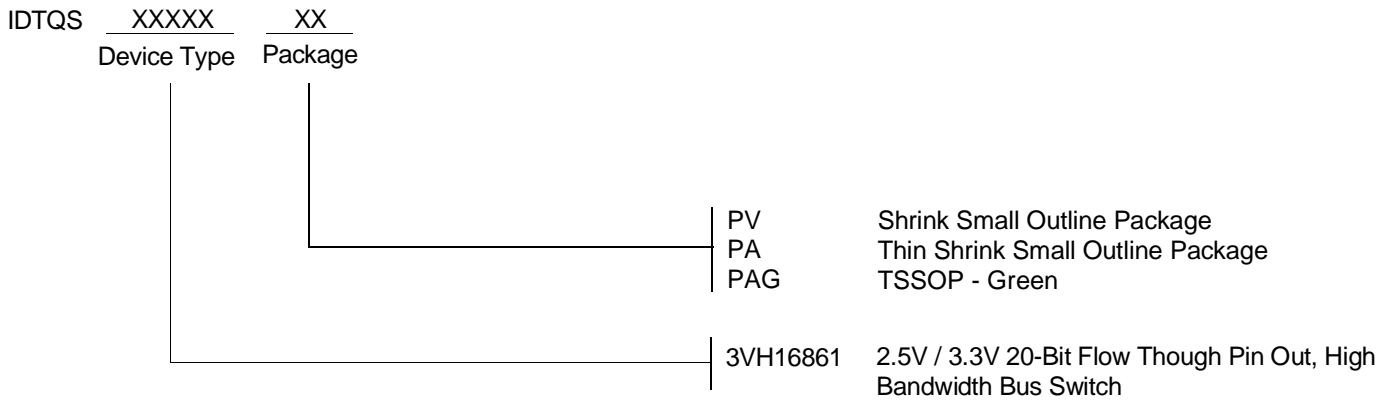 IDTQS XXXXX XX
Device Type Package
PV Shrink Small Outline Package
PA Thin Shrink Small Outline Package
PAG TSSOP - Green
3VH16861 2.5V / 3.3V 20-Bit Flow Though Pin Out, High
Bandwidth Bus Switch